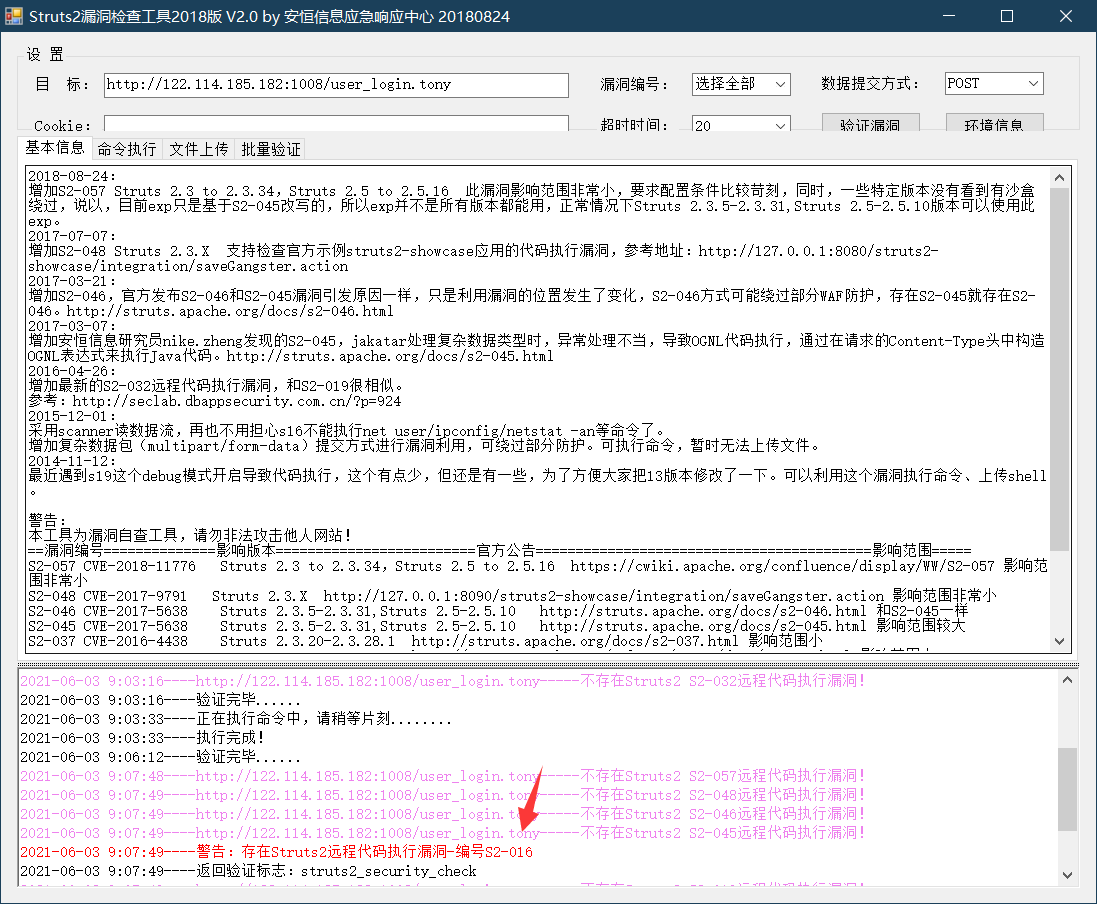 Struts2漏洞检查工具2018版 V2.0 by 安恒信息应急响应中心 20180824
设 置
目 标: http://122.114.185.182:1008/user_login.tony 漏洞编号: 选择全部 数据提交方式: POST
Cookie: 超时时间: 20 验证漏洞 环境信息
基本信息 命令执行 文件上传 批量验证
2018-08-24:
增加S2-057 Struts 2.3 to 2.3.34，Struts 2.5 to 2.5.16  此漏洞影响范围非常小，要求配置条件比较苛刻，同时，一些特定版本没有看到有沙盒
绕过，说以，目前exp只是基于S2-045改写的，所以exp并不是所有版本都能用，正常情况下Struts 2.3.5-2.3.31,Struts 2.5-2.5.10版本可以使用此
exp。
2017-07-07:
增加S2-048 Struts 2.3.X  支持检查官方示例struts2-showcase应用的代码执行漏洞，参考地址：http://127.0.0.1:8080/struts2-
showcase/integration/saveGangster.action
2017-03-21:
增加S2-046，官方发布S2-046和S2-045漏洞引发原因一样，只是利用漏洞的位置发生了变化，S2-046方式可能绕过部分WAF防护，存在S2-045就存在S2-
046。http://struts.apache.org/docs/s2-046.html
2017-03-07:
增加安恒信息研究员nike.zheng发现的S2-045，jakatar处理复杂数据类型时，异常处理不当，导致OGNL代码执行，通过在请求的Content-Type头中构造
OGNL表达式来执行Java代码。http://struts.apache.org/docs/s2-045.html
2016-04-26:
增加最新的S2-032远程代码执行漏洞，和S2-019很相似。
参考：http://seclab.dbappsecurity.com.cn/?p=924
2015-12-01:
采用scanner读数据流，再也不用担心s16不能执行net user/ipconfig/netstat -an等命令了。
增加复杂数据包（multipart/form-data）提交方式进行漏洞利用，可绕过部分防护。可执行命令，暂时无法上传文件。
2014-11-12:
最近遇到s19这个debug模式开启导致代码执行，这个有点少，但还是有一些，为了方便大家把13版本修改了一下。可以利用这个漏洞执行命令、上传shell
。
警告:
本工具为漏洞自查工具，请勿非法攻击他人网站！
==漏洞编号==============影响版本=========================官方公告==========================================影响范围=====
S2-057 CVE-2018-11776   Struts 2.3 to 2.3.34，Struts 2.5 to 2.5.16  https://cwiki.apache.org/confluence/display/WW/S2-057 影响范
围非常小
S2-048 CVE-2017-9791   Struts 2.3.X  http://127.0.0.1:8090/struts2-showcase/integration/saveGangster.action 影响范围非常小
S2-046 CVE-2017-5638    Struts 2.3.5-2.3.31,Struts 2.5-2.5.10   http://struts.apache.org/docs/s2-046.html 和S2-045一样
S2-045 CVE-2017-5638    Struts 2.3.5-2.3.31,Struts 2.5-2.5.10   http://struts.apache.org/docs/s2-045.html 影响范围较大
S2-037 CVE-2016-4438    Struts 2.3.20-2.3.28.1  http://struts.apache.org/docs/s2-037.html 影响范围小
2021-06-03 9:03:16----http://122.114.185.182:1008/user_login.tony-----不存在Struts2 S2-032远程代码执行漏洞！
2021-06-03 9:03:16----验证完毕......
2021-06-03 9:03:33----正在执行命令中，请稍等片刻........
2021-06-03 9:03:33----执行完成！
2021-06-03 9:06:12----验证完毕......
2021-06-03 9:07:48----http://122.114.185.182:1008/user_login.tony-----不存在Struts2 S2-057远程代码执行漏洞！
2021-06-03 9:07:49----http://122.114.185.182:1008/user_login.tony-----不存在Struts2 S2-048远程代码执行漏洞！
2021-06-03 9:07:49----http://122.114.185.182:1008/user_login.tony-----不存在Struts2 S2-046远程代码执行漏洞！
2021-06-03 9:07:49----http://122.114.185.182:1008/user_login.tony-----不存在Struts2 S2-045远程代码执行漏洞！
2021-06-03 9:07:49----警告：存在Struts2远程代码执行漏洞-编号S2-016
2021-06-03 9:07:49----返回验证标志：struts2_security_check